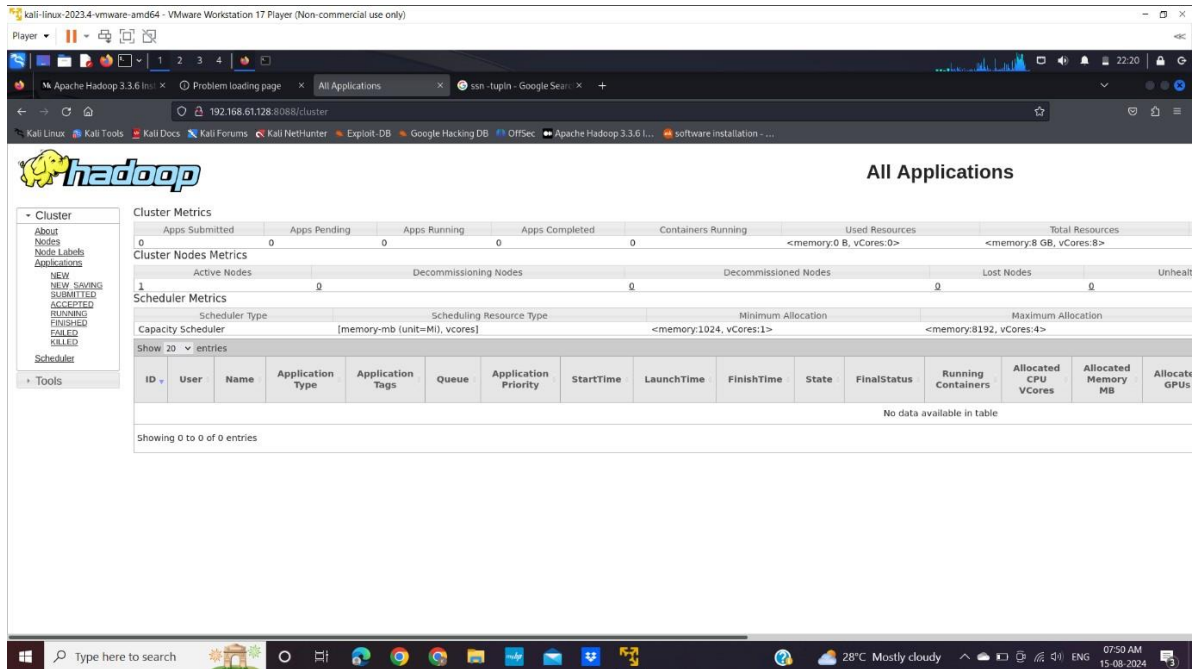 kali-linux-2023.4-vmware-amd64 - VMware Workstation 17 Player (Non-commercial use only)
Player
1 2 3 4 22:20
Apache Hadoop 3.3.6 Inst Problem loading page All Applications ssn -tupln - Google Search
192.168.61.128:8088/cluster
Kali Linux Kali Tools Kali Docs Kali Forums Kali NetHunter Exploit-DB Google Hacking DB OffSec Apache Hadoop 3.3.6 I... software installation - ...
hadoop
All Applications
Cluster
About
Nodes
Node Labels
Applications
NEW
NEW_SAVING
SUBMITTED
ACCEPTED
RUNNING
FINISHED
FAILED
KILLED
Scheduler
Tools
Cluster Metrics
Apps Submitted Apps Pending Apps Running Apps Completed Containers Running Used Resources Total Resources
0 0 0 0 0 <memory:0 B, vCores:0> <memory:8 GB, vCores:8>
Cluster Nodes Metrics
Active Nodes Decommissioning Nodes Decommissioned Nodes Lost Nodes Unhealt
1 0 0 0 0
Scheduler Metrics
Scheduler Type Scheduling Resource Type Minimum Allocation Maximum Allocation
Capacity Scheduler [memory-mb (unit=Mi), vcores] <memory:1024, vCores:1> <memory:8192, vCores:4>
Show 20 entries
ID User Name Application Type Application Tags Queue Application Priority StartTime LaunchTime FinishTime State FinalStatus Running Containers Allocated CPU VCores Allocated Memory MB Allocate GPUs
No data available in table
Showing 0 to 0 of 0 entries
Type here to search 28°C Mostly cloudy ENG 07:50 AM
15-08-2024